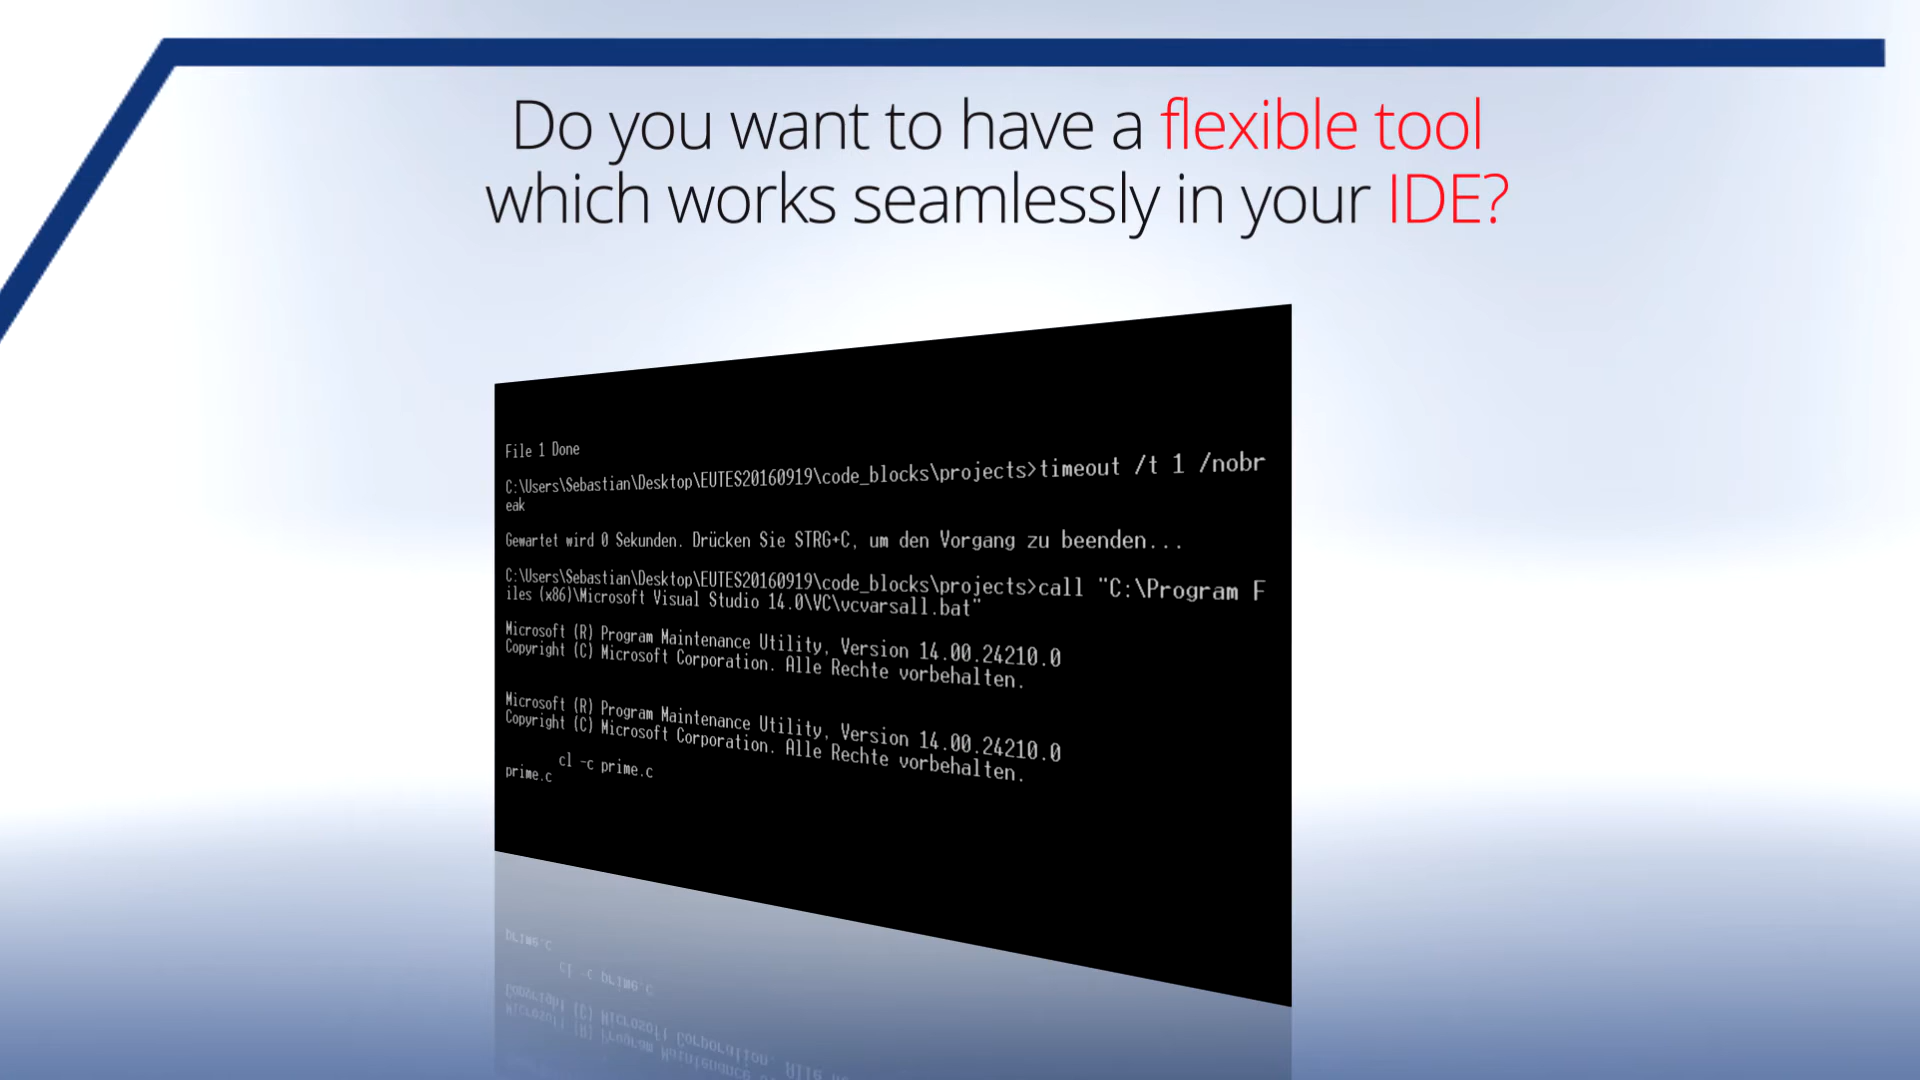 Do you want to have a flexible tool
which works seamlessly in your IDE?
File 1 Done
C:\Users\Sebastian\Desktop\EUTES20160919\code_blocks\projects>timeout /t 1 /nobr
eak
Gewartet wird 0 Sekunden. Drücken Sie STRG+C, um den Vorgang zu beenden...
C:\Users\Sebastian\Desktop\EUTES20160919\code_blocks\projects>call "C:\Program F
iles (x86)\Microsoft Visual Studio 14.0\VC\vcvarsall.bat"
Microsoft (R) Program Maintenance Utility, Version 14.00.24210.0
Copyright (C) Microsoft Corporation. Alle Rechte vorbehalten.
Microsoft (R) Program Maintenance Utility, Version 14.00.24210.0
Copyright (C) Microsoft Corporation. Alle Rechte vorbehalten.
cl -c prime.c
prime.c